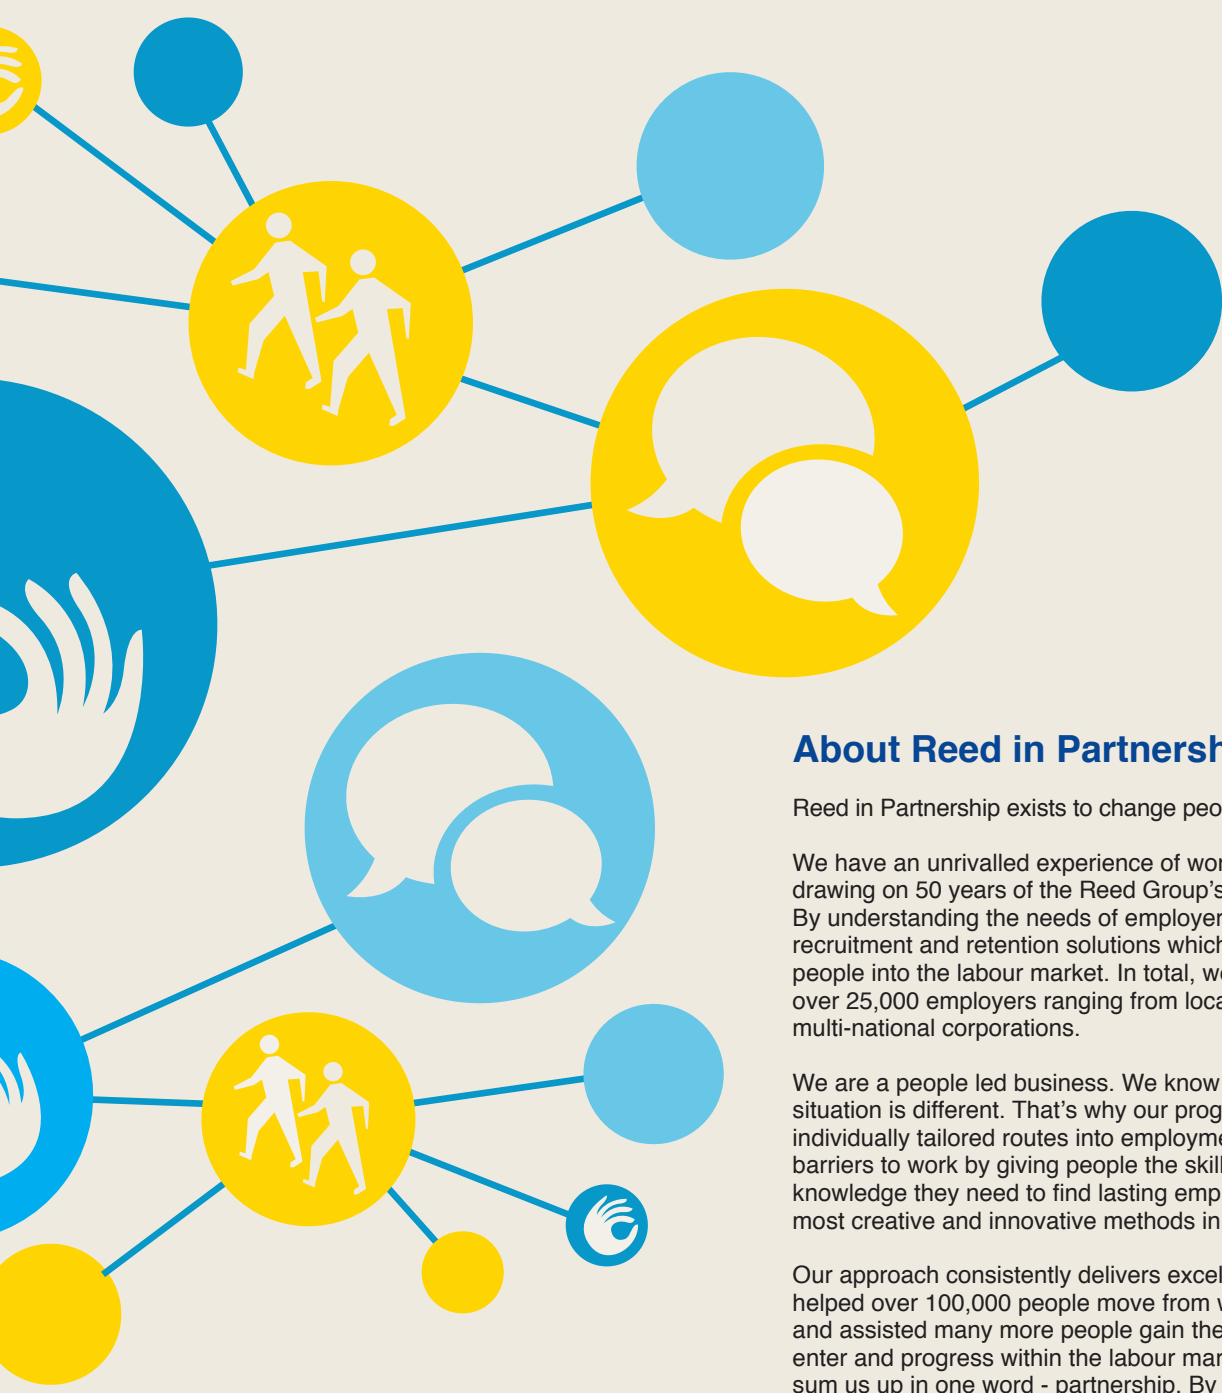 About Reed in Partnersh
Reed in Partnership exists to change peo
We have an unrivalled experience of wor
drawing on 50 years of the Reed Group's
By understanding the needs of employer
recruitment and retention solutions which
people into the labour market. In total, we
over 25,000 employers ranging from loca
multi-national corporations.
We are a people led business. We know
situation is different. That's why our prog
individually tailored routes into employme
barriers to work by giving people the skill
knowledge they need to find lasting emp
most creative and innovative methods in
Our approach consistently delivers excel
helped over 100,000 people move from w
and assisted many more people gain the
enter and progress within the labour mar
sum us up in one word - partnership. By